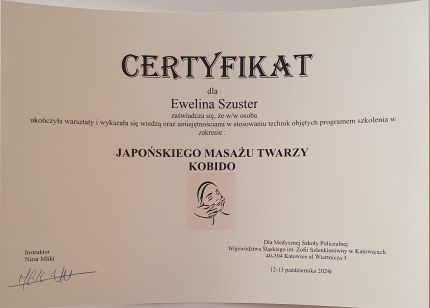 CERTYFIKAT
dla
Ewelina Szuster
zaświadcza się, że w/w osoba
ukończyła warsztaty i wykazała się wiedzą oraz umiejętnościami w stosowaniu technik objętych programem szkolenia w
zakresie :
JAPOŃSKIEGO MASAŻU TWARZY
KOBIDO
Instruktor
Nizar Mliki
Dla Medycznej Szkoły Policealnej
Województwa Śląskiego im. Zofii Szlenkierówny w Katowicach
40-304 Katowice ul.Wiertnicza 3
12-13 października 2024r